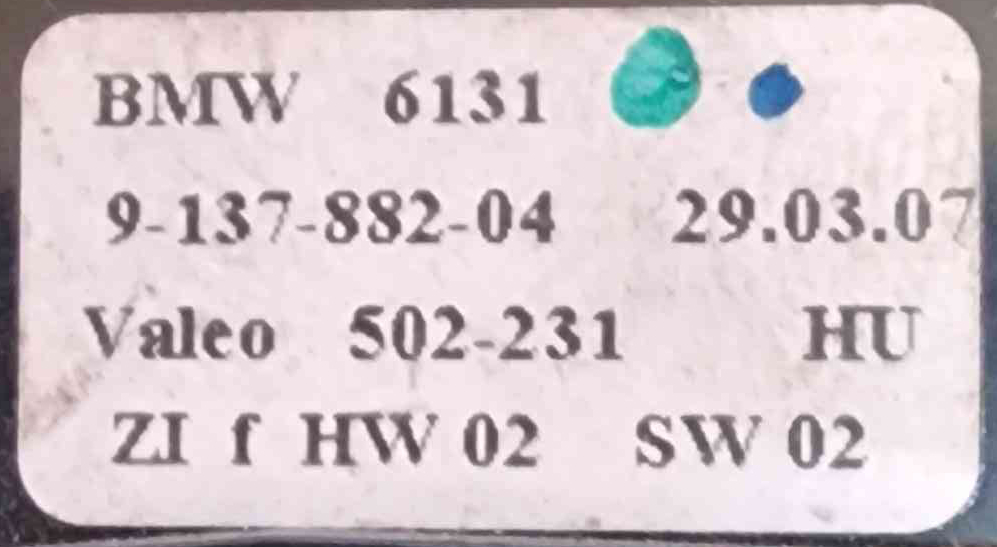 BMW 6131
9-137-882-04 29.03.07
Valeo 502-231 HU
ZI f HW 02 SW 02